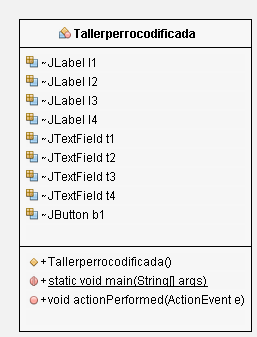 Tallerperrocodificada
~JLabel l1
~JLabel l2
~JLabel l3
~JLabel l4
~JTextField t1
~JTextField t2
~JTextField t3
~JTextField t4
~JButton b1
+Tallerperrocodificada()
+static void main(String[] args)
+void actionPerformed(ActionEvent e)